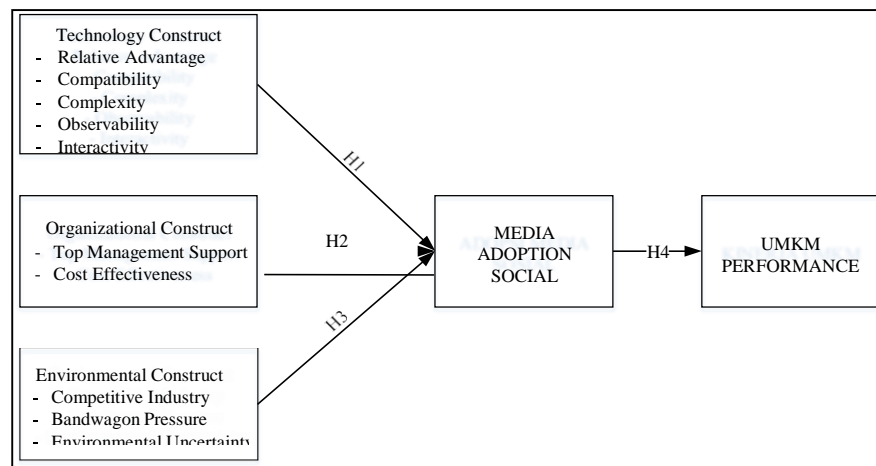 Technology Construct
- Relative Advantage
- Compatibility
- Complexity
- Observability
- Interactivity
H1
Organizational Construct
- Top Management Support
- Cost Effectiveness
H2
MEDIA
ADOPTION
SOCIAL
H4
UMKM
PERFORMANCE
H3
Environmental Construct
- Competitive Industry
- Bandwagon Pressure
- Environmental Uncertainty